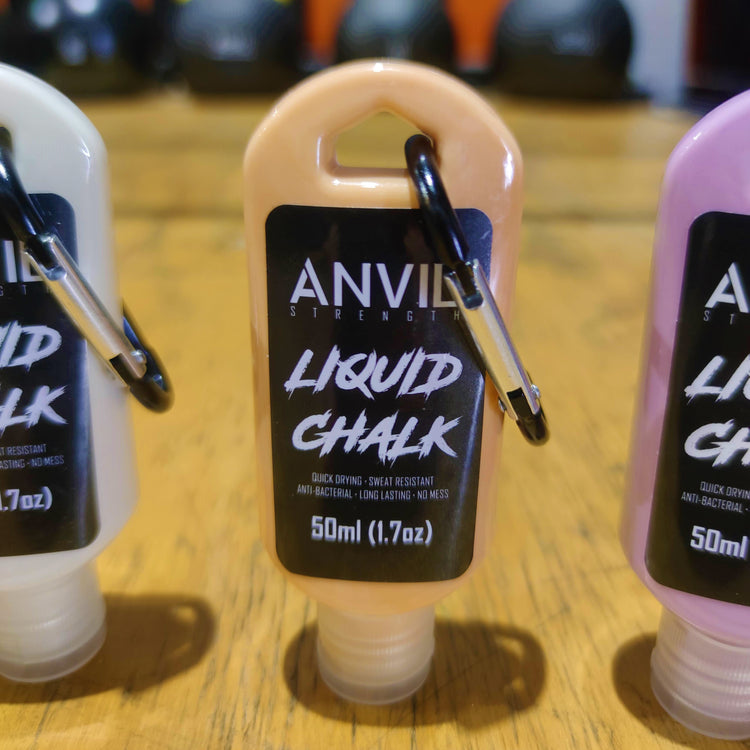 ANVIL
STRENGTH
LIQUID
CHALK
QUICK DRYING · SWEAT RESISTANT
ANTI-BACTERIAL · LONG LASTING · NO MESS
50ml (1.7oz)